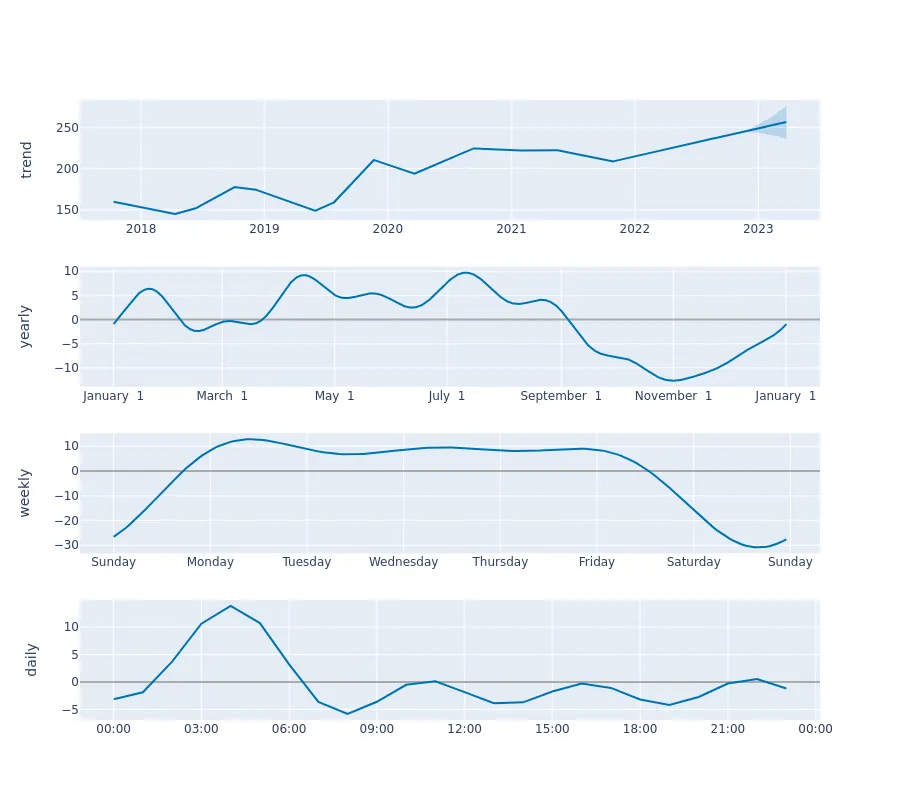 trend
250
200
150
2018 2019 2020 2021 2022 2023
yearly
10
5
0
−5
−10
January 1 March 1 May 1 July 1 September 1 November 1 January 1
weekly
10
0
−10
−20
−30
Sunday Monday Tuesday Wednesday Thursday Friday Saturday Sunday
daily
10
5
0
−5
00:00 03:00 06:00 09:00 12:00 15:00 18:00 21:00 00:00